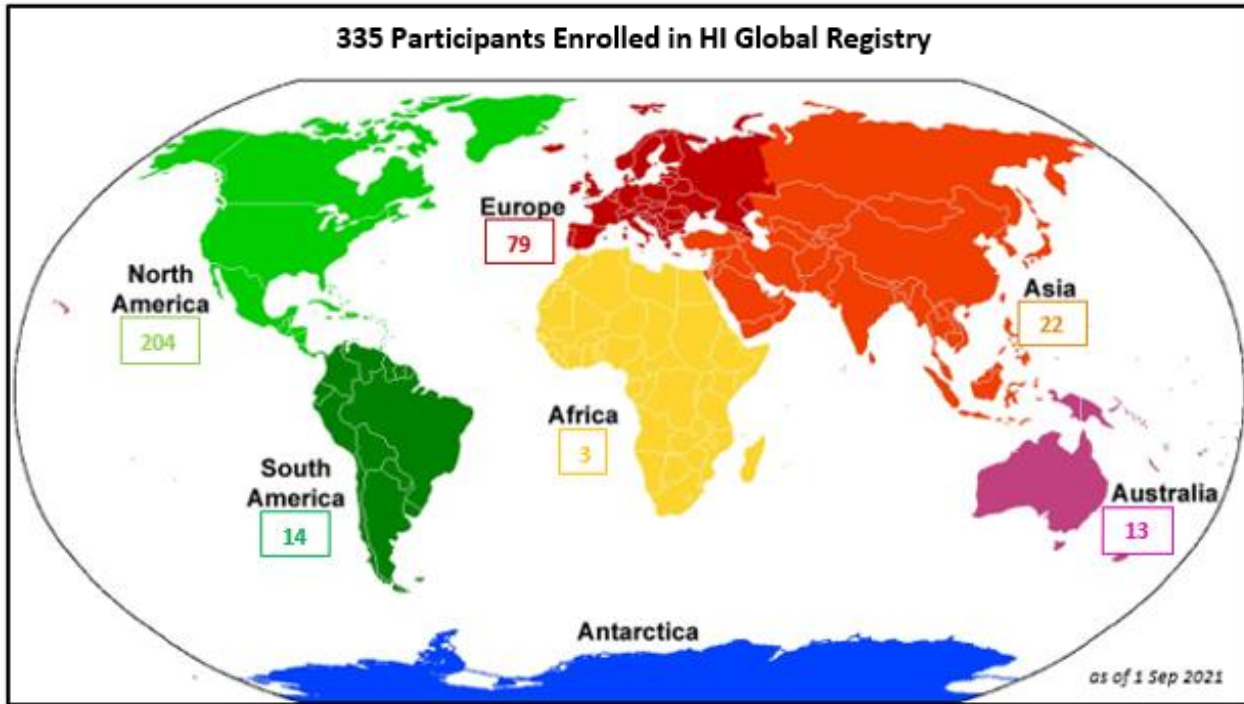 335 Participants Enrolled in HI Global Registry
Europe
79
North
America
204
Asia
22
Africa
3
South
America
14
Australia
13
Antarctica
as of 1 Sep 2021